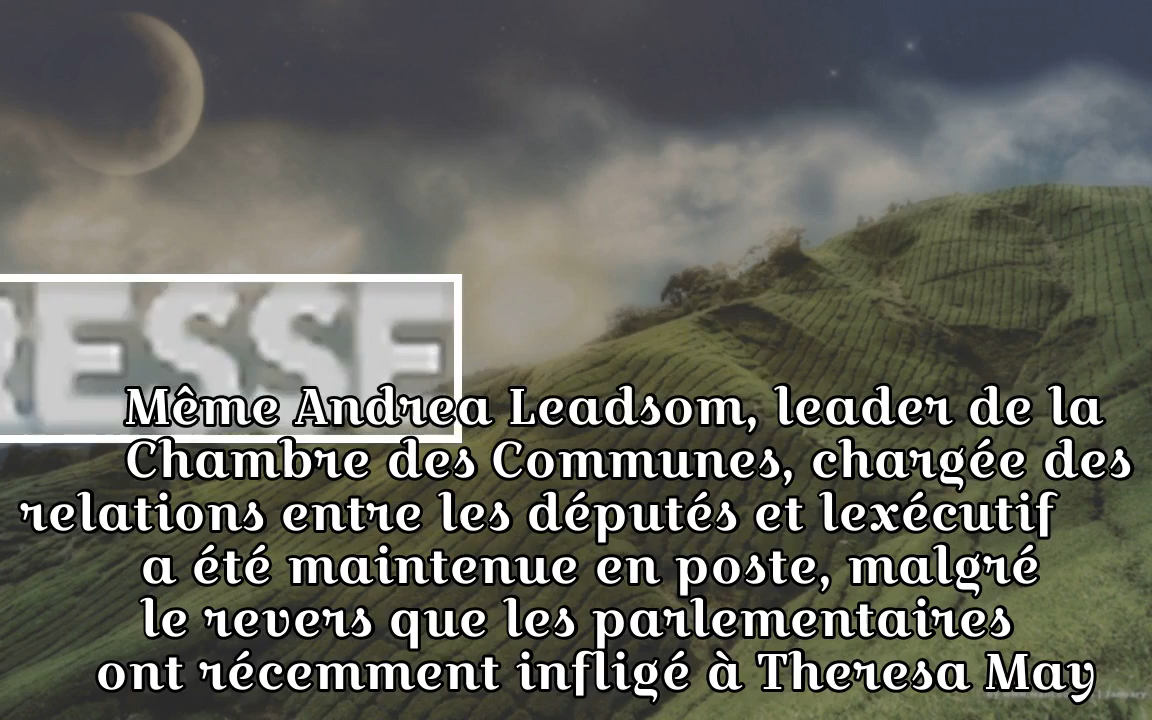 RESSE
Même Andrea Leadsom, leader de la
Chambre des Communes, chargée des
relations entre les députés et lexécutif
a été maintenue en poste, malgré
le revers que les parlementaires
ont récemment infligé à Theresa May